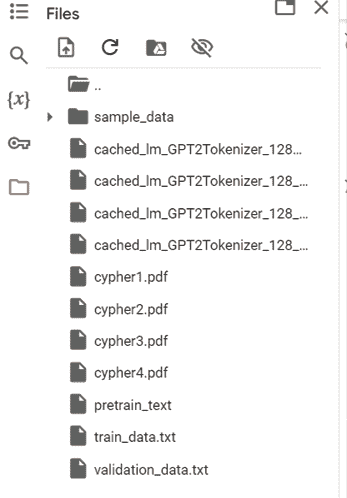 Files
{x}
..
sample_data
cached_lm_GPT2Tokenizer_128...
cached_lm_GPT2Tokenizer_128_...
cached_lm_GPT2Tokenizer_128_...
cached_lm_GPT2Tokenizer_128_...
cypher1.pdf
cypher2.pdf
cypher3.pdf
cypher4.pdf
pretrain_text
train_data.txt
validation_data.txt